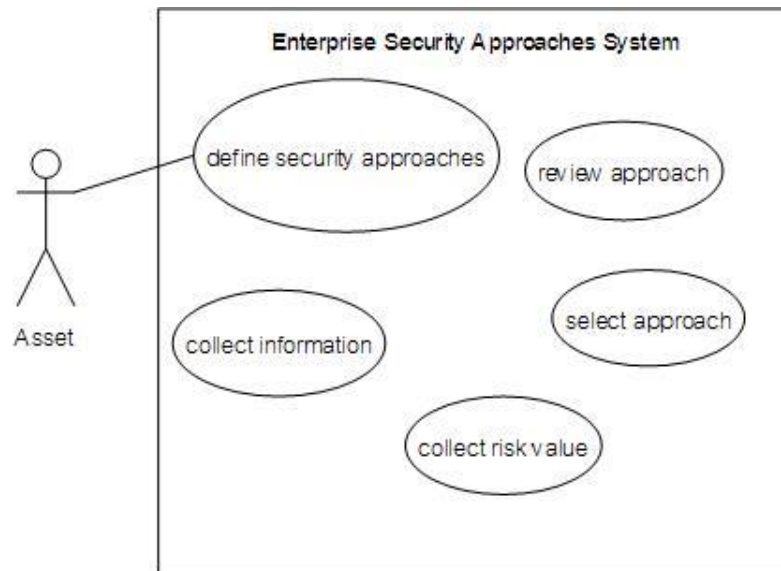 Enterprise Security Approaches System
define security approaches
review approach
Asset
collect information
select approach
collect risk value